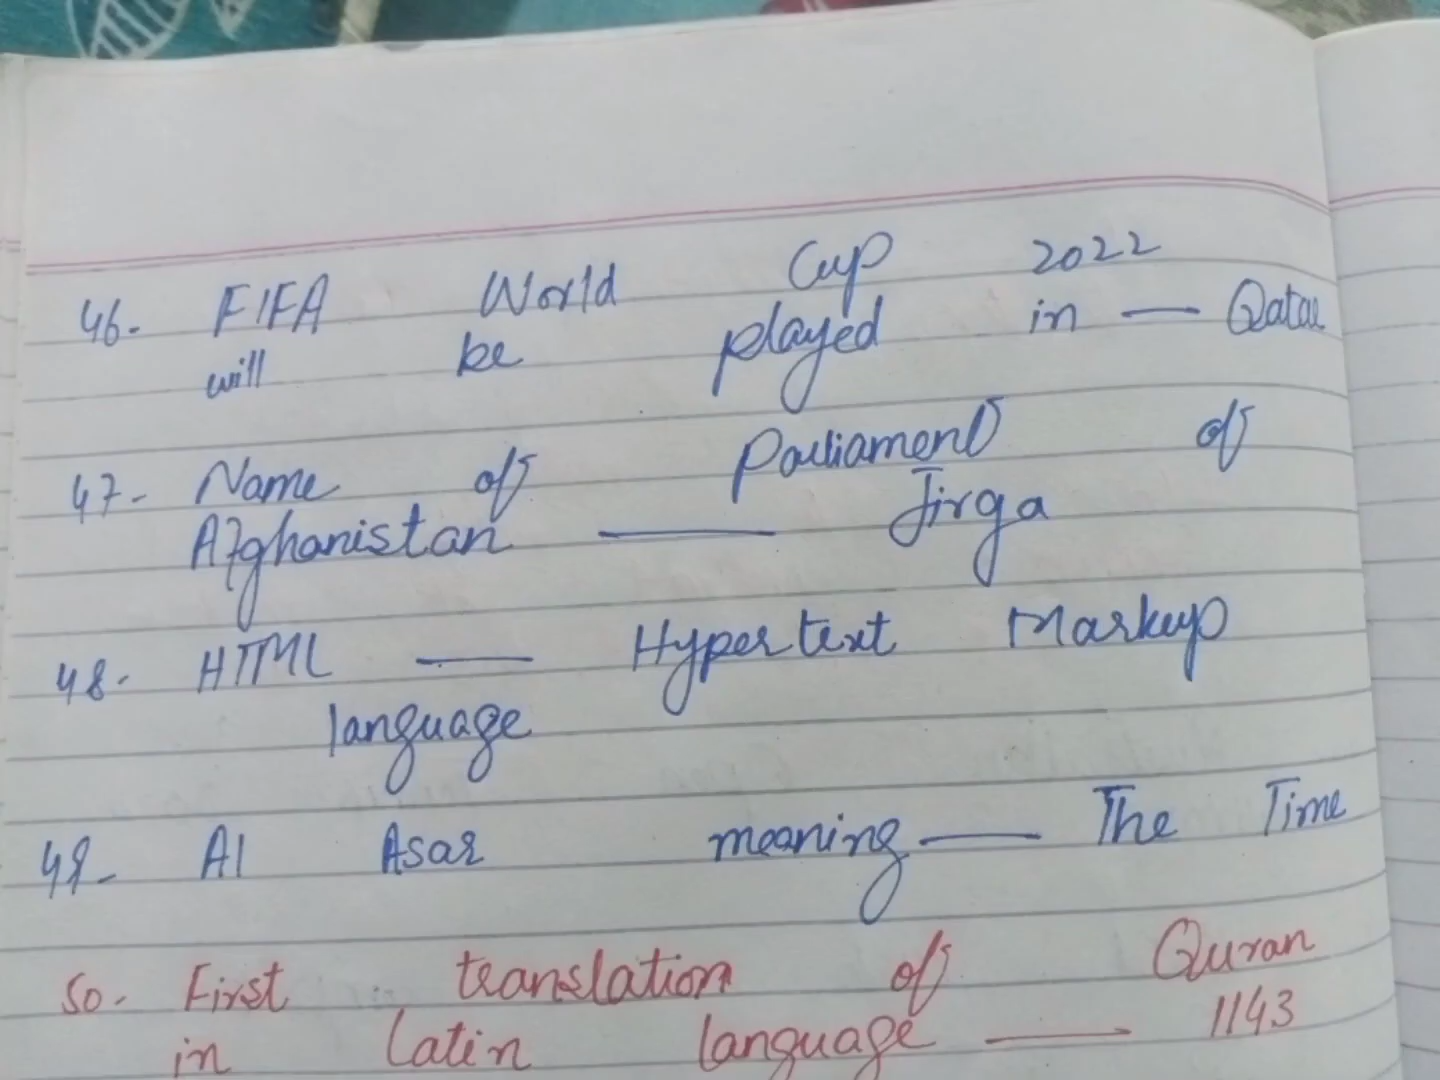 46. FIFA World Cup 2022
will be played in — Qatar
47. Name of Parliament of
Afghanistan — Jirga
48. HTML — Hypertext Markup
language
49. Al Asar meaning — The Time
50. First translation of Quran
in Latin language — 1143